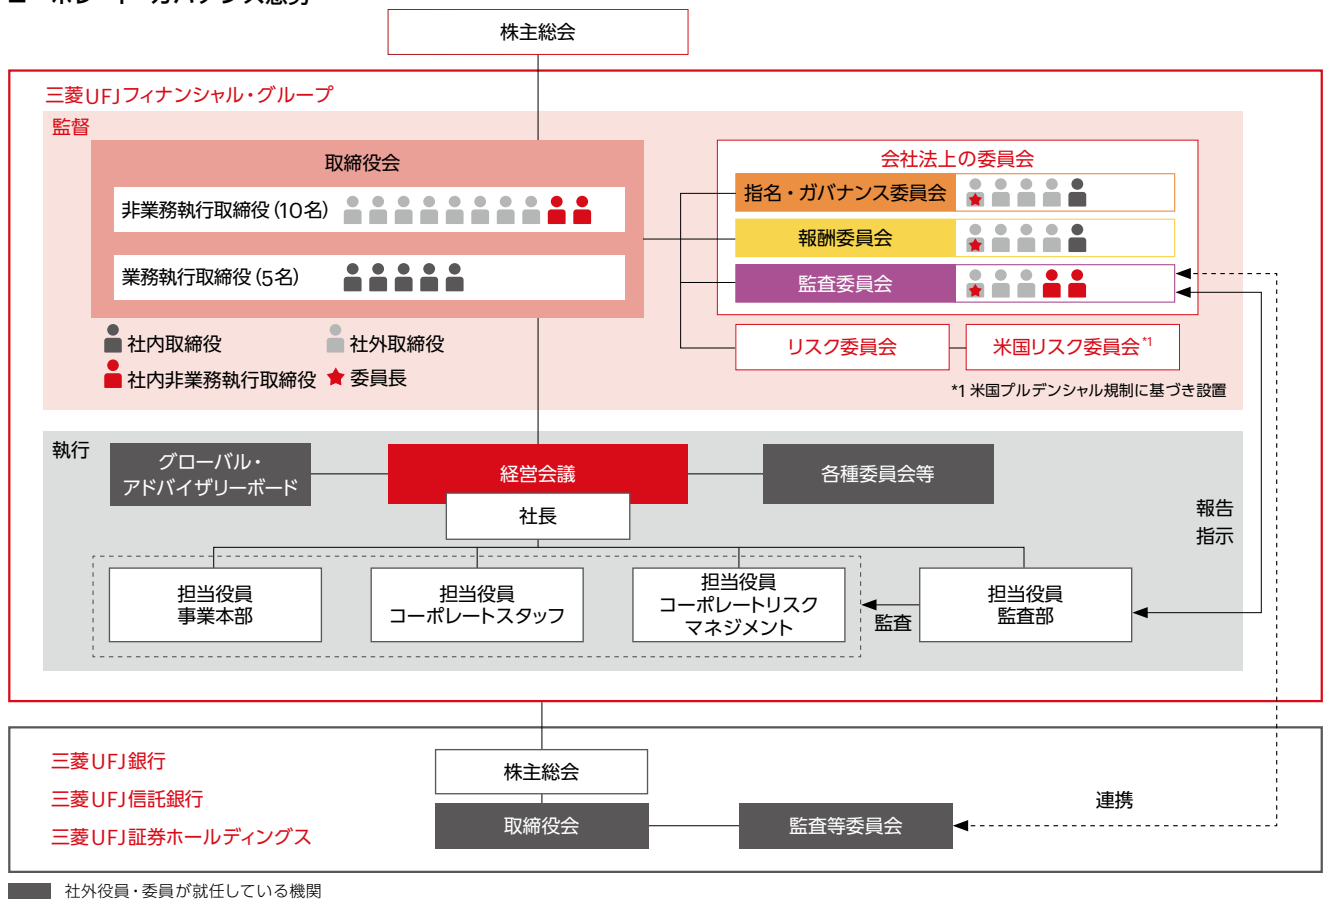 株主総会
三菱UFJフィナンシャル・グループ
監督
取締役会
非業務執行取締役(10名)
業務執行取締役(5名)
社内取締役
社外取締役
社内非業務執行取締役
委員長
会社法上の委員会
指名・ガバナンス委員会
報酬委員会
監査委員会
リスク委員会
米国リスク委員会*1
*1 米国プルデンシャル規制に基づき設置
執行
グローバル・
アドバイザリーボード
経営会議
各種委員会等
社長
報告
指示
担当役員
事業本部
担当役員
コーポレートスタッフ
担当役員
コーポレートリスク
マネジメント
監査
担当役員
監査部
三菱UFJ銀行
三菱UFJ信託銀行
三菱UFJ証券ホールディングス
株主総会
取締役会
監査等委員会
連携
社外役員・委員が就任している機関